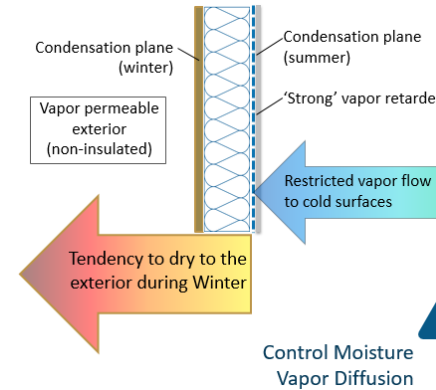 Condensation plane
(winter)
Condensation plane
(summer)
Vapor permeable
exterior
(non-insulated)
‘Strong’ vapor retarde
Restricted vapor flow
to cold surfaces
Tendency to dry to the
exterior during Winter
Control Moisture
Vapor Diffusion